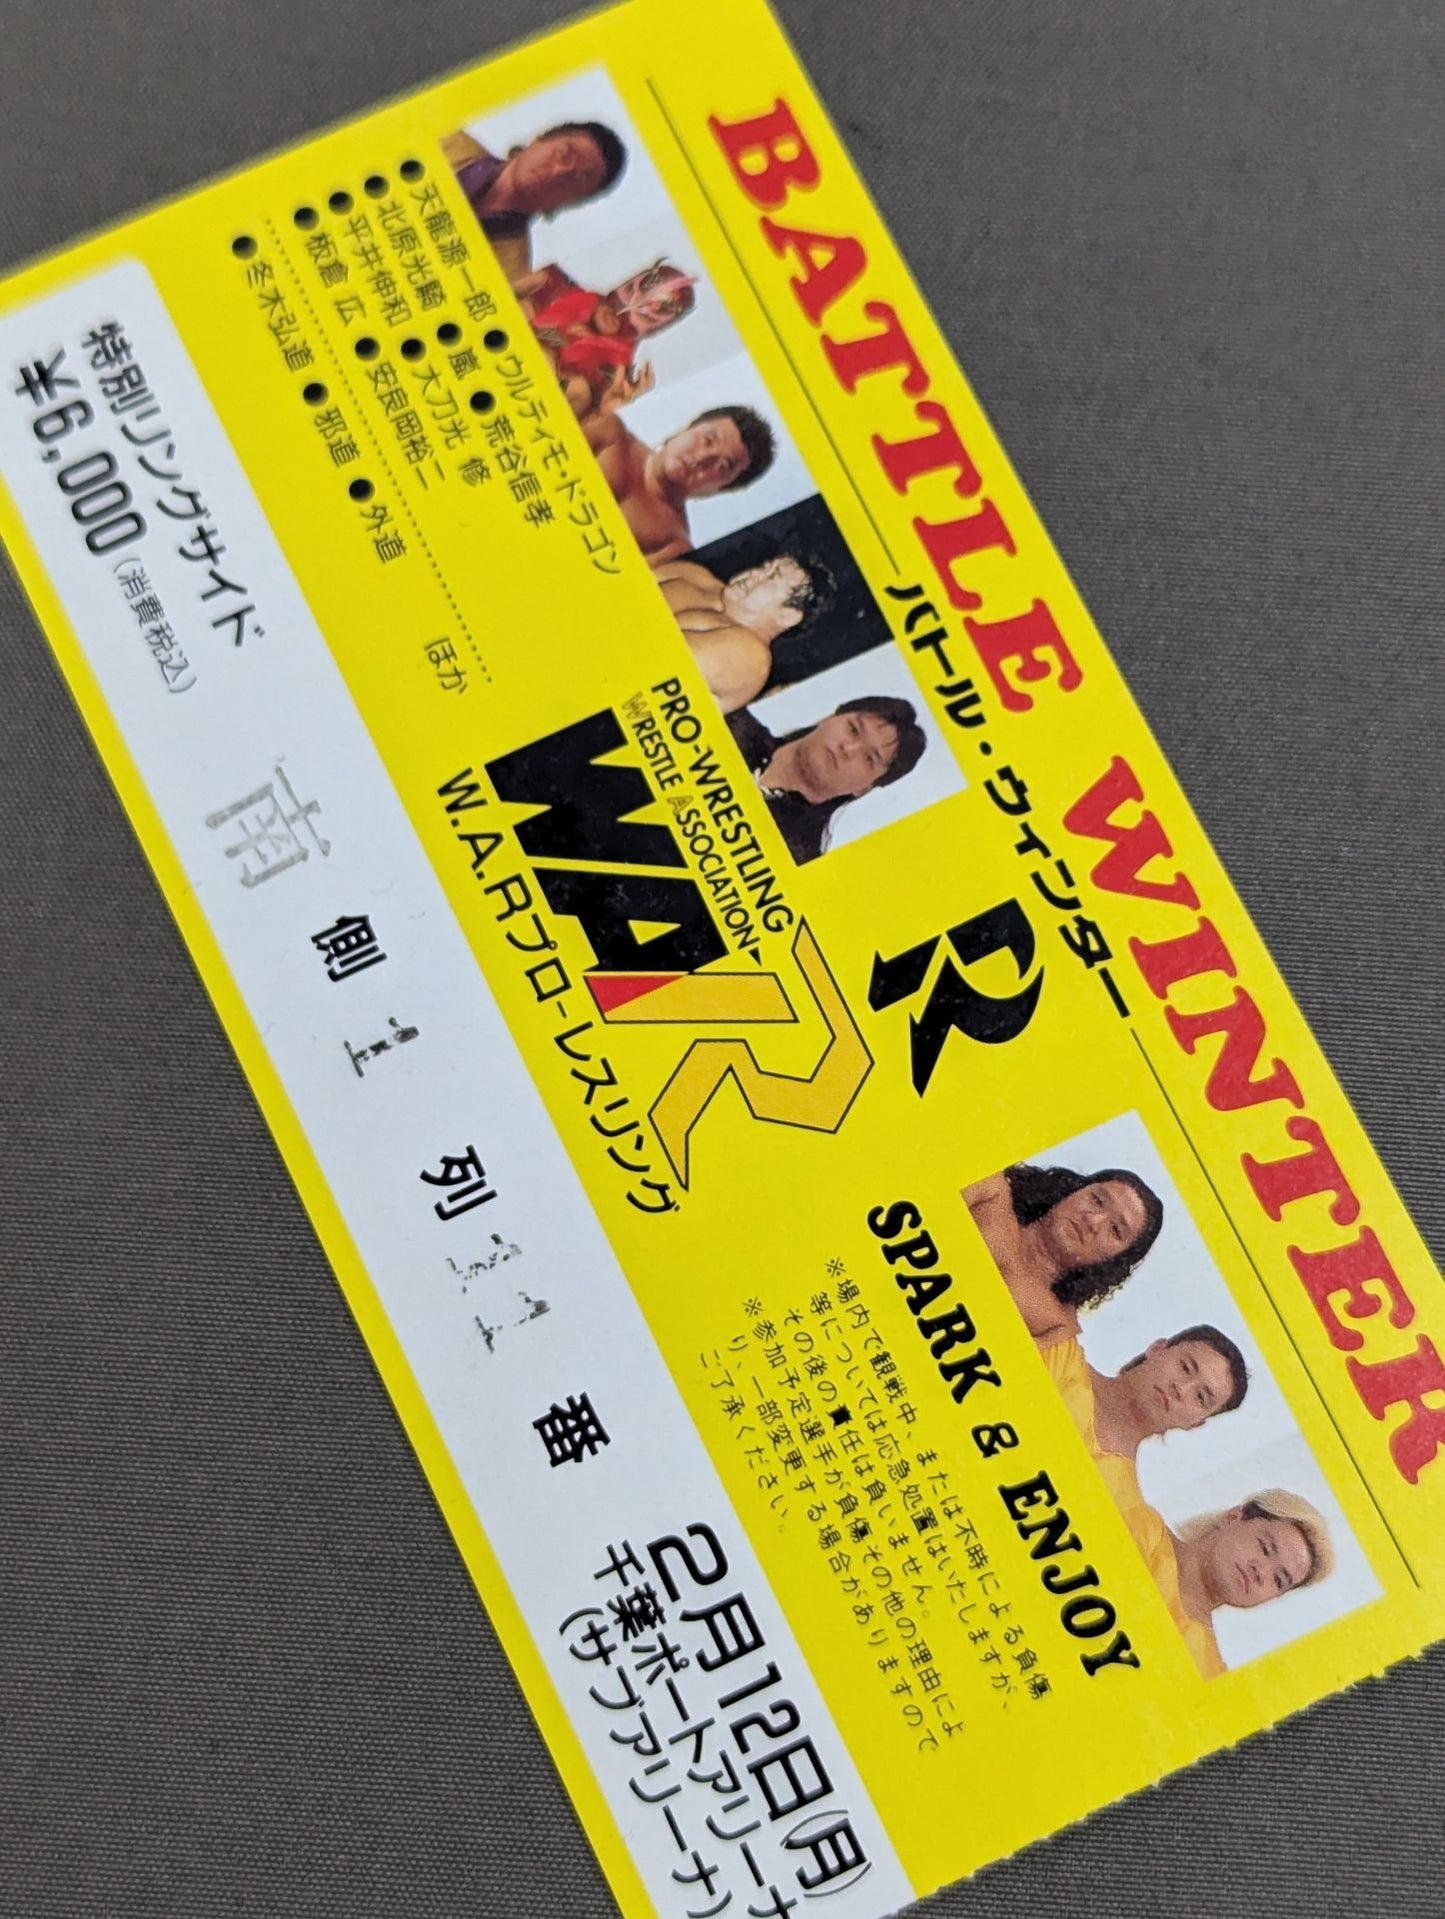 BATTLE WINTER
バトル・ウィンター
R
SPARK & ENJOY
●天龍源一郎 ●ウルティモ・ドラゴン
●北原光騎 ●嵐 ●荒谷信孝
●平井伸和 ●大刀光 修
●板倉 広 ●安良岡裕二
●冬木弘道 ●邪道 ●外道 ほか
PRO-WRESTLING
WRESTLE ASSOCIATION
WAR
W.A.Rプローレスリング
※場内で観戦中、または不時による負傷
等については応急処置はいたしますが、
その後の責任は負いません。
※参加予定選手が負傷その他の理由によ
り、一部変更する場合がありますので
ご了承ください。
特別リングサイド
¥6,000(消費税込)
南側 1 列 11 番
2月12日(月)
千葉ポートアリーナ
(サブアリーナ)